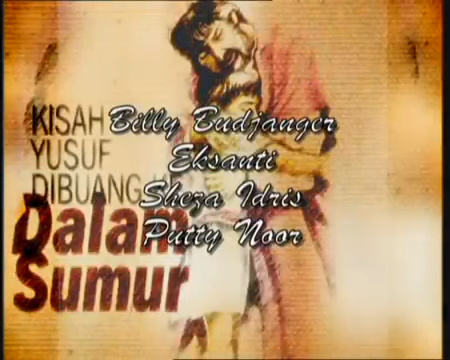 KISAH
YUSUF
DIBUANG
Dalam
Sumur
Billy Budjanger
Eksanti
Sheza Idris
Putty Noor